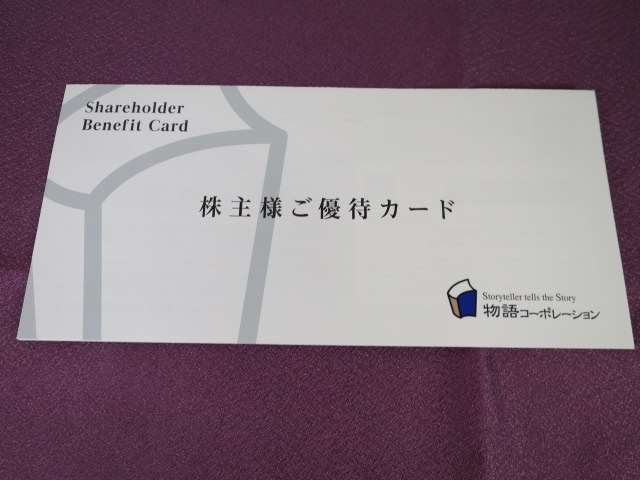 Shareholder
Benefit Card
株主様ご優待カード
Storyteller tells the Story
物語コーポレーション